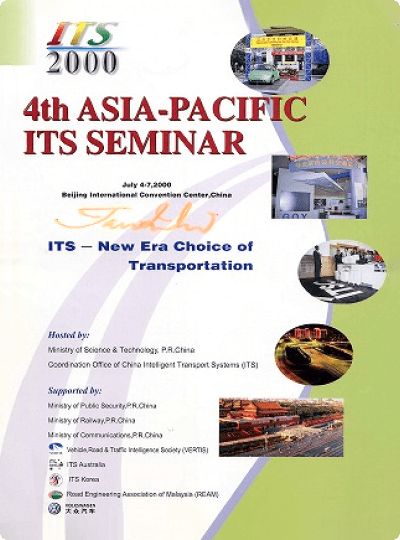 ITS
2000
4th ASIA-PACIFIC
ITS SEMINAR
July 4-7,2000
Beijing International Convention Center,China
ITS – New Era Choice of
Transportation
Hosted by:
Ministry of Science & Technology, P.R.China
Coordination Office of China Intelligent Transport Systems (ITS)
Supported by:
Ministry of Public Security,P.R.China
Ministry of Railway,P.R.China
Ministry of Communications,P.R.China
Vehicle,Road & Traffic Intelligence Society (VERTIS)
ITS Australia
ITS Korea
Road Engineering Association of Malaysia (REAM)
VOLKSWAGEN
大众汽车